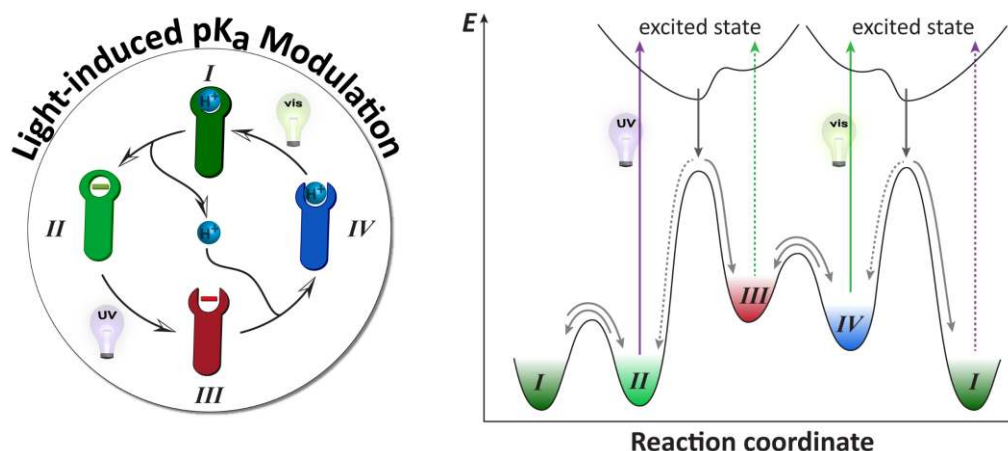 Light-induced pKa Modulation
I
H+
vis
II
H+
H+
IV
UV
III
E
excited state
excited state
UV
vis
III
IV
I
II
I
Reaction coordinate